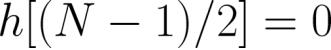 h[(N − 1)/2] = 0